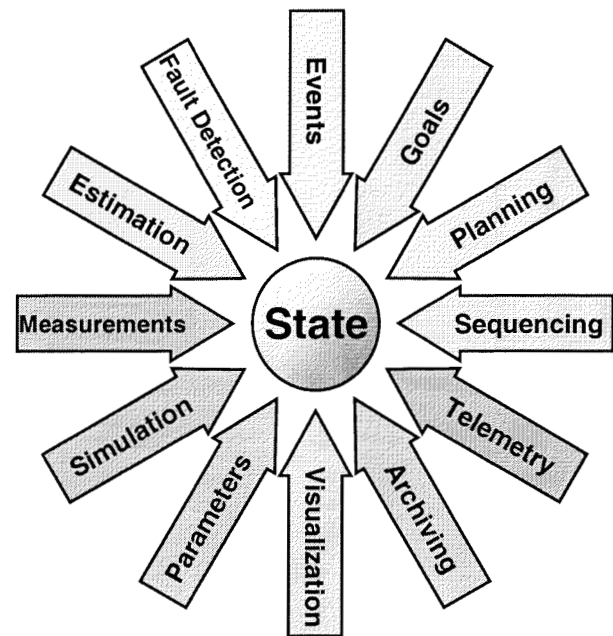 Events
Goals
Planning
Sequencing
Telemetry
Archiving
Visualization
Parameters
Simulation
Measurements
Estimation
Fault Detection
State